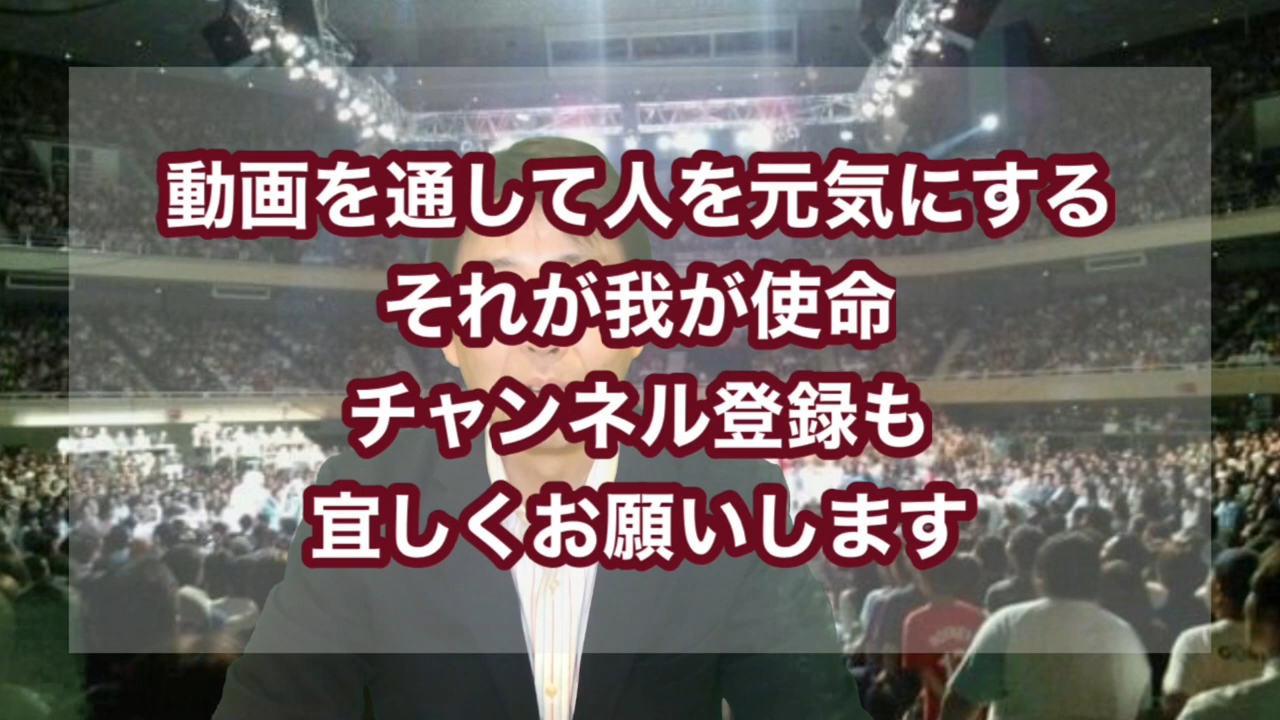 動画を通して人を元気にする
それが我が使命
チャンネル登録も
宜しくお願いします